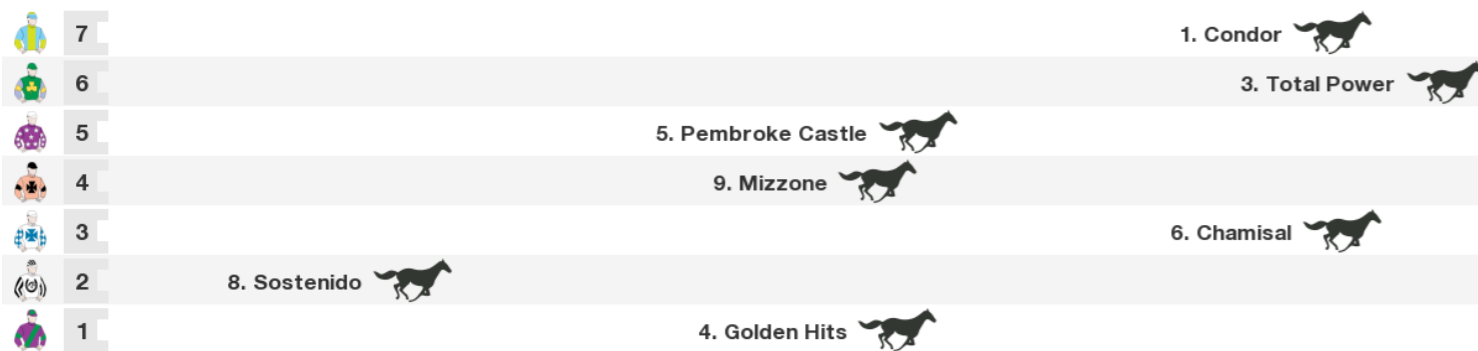 7 1. Condor
6 3. Total Power
5 5. Pembroke Castle
4 9. Mizzone
3 6. Chamisal
2 8. Sostenido
1 4. Golden Hits